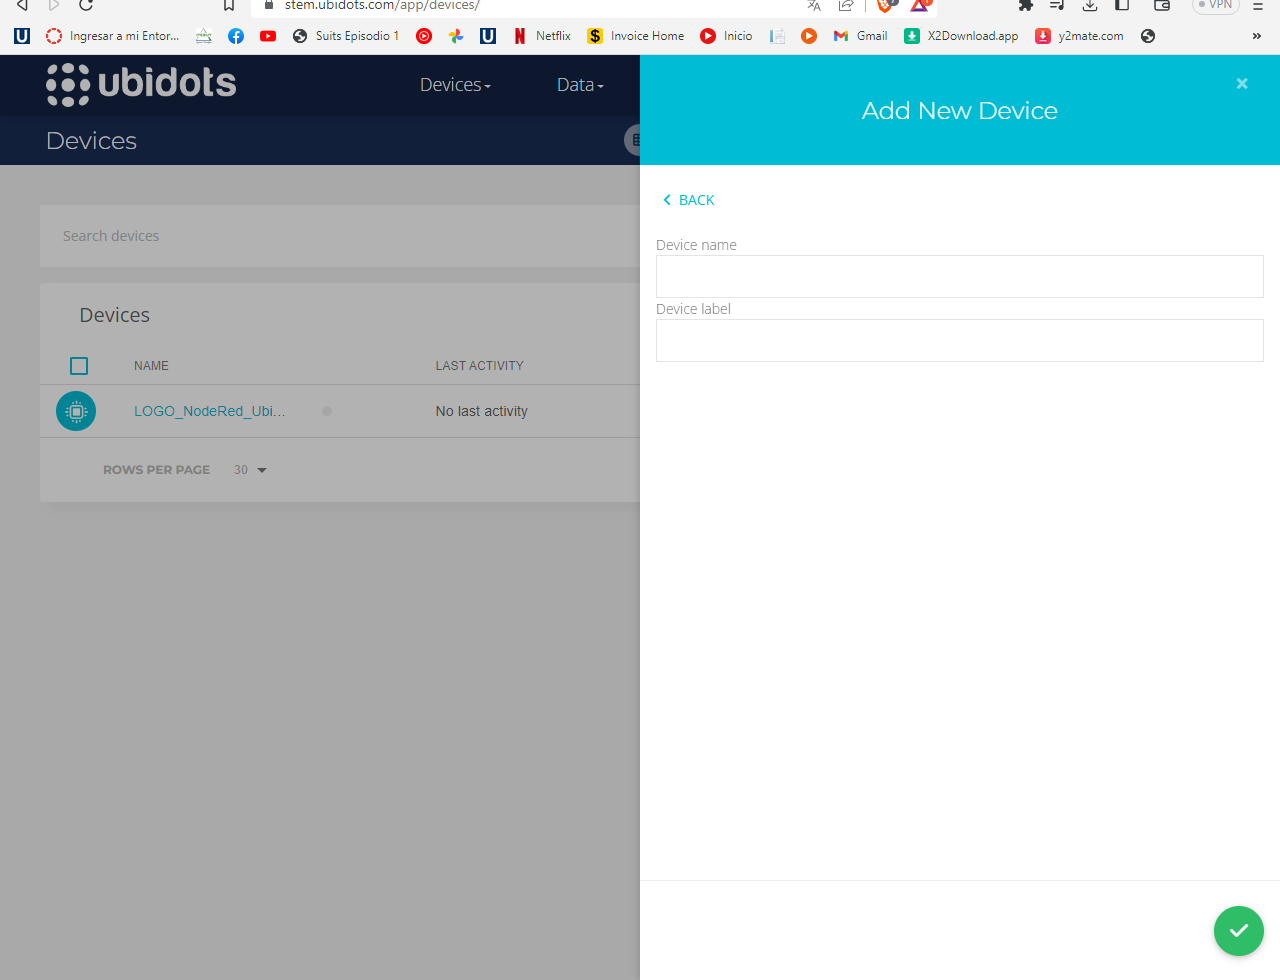 stem.ubidots.com/app/devices/
VPN
Ingresar a mi Entor...
Suits Episodio 1
Netflix
Invoice Home
Inicio
Gmail
X2Download.app
y2mate.com
»
ubidots
Devices
Data
Devices
Search devices
Devices
NAME
LAST ACTIVITY
LOGO_NodeRed_Ubi...
No last activity
ROWS PER PAGE
30
Add New Device
×
BACK
Device name
Device label